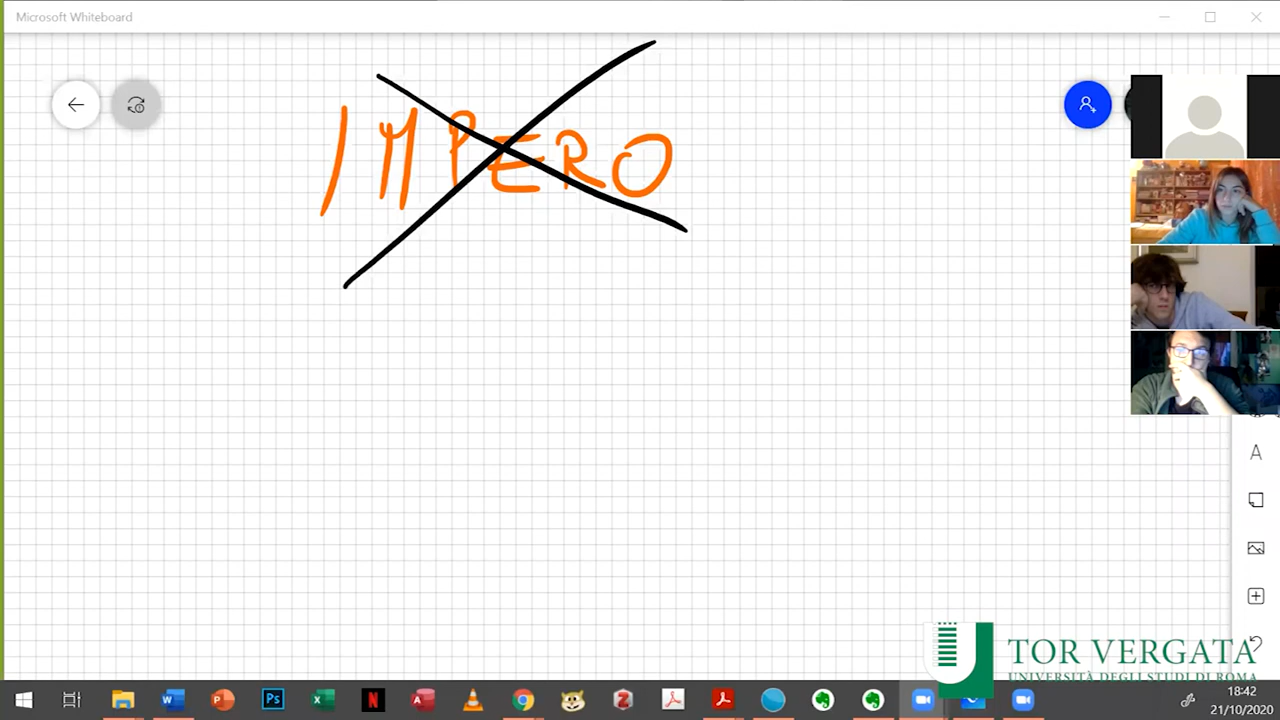 Microsoft Whiteboard
IMPERO
A
TOR VERGATA
UNIVERSITÀ DEGLI STUDI DI ROMA
18:42
21/10/2020